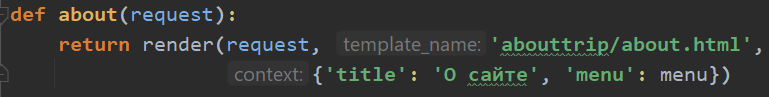 def about(request):
return render(request, template_name: 'abouttrip/about.html',
context: {'title': 'О сайте', 'menu': menu})